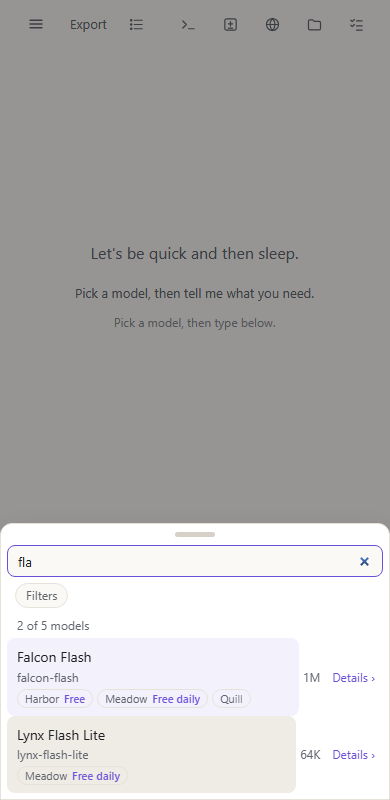 Export
Let's be quick and then sleep.
Pick a model, then tell me what you need.
Pick a model, then type below.
fla
Filters
2 of 5 models
Falcon Flash
falcon-flash 1M Details ›
Harbor Free Meadow Free daily Quill
Lynx Flash Lite
lynx-flash-lite 64K Details ›
Meadow Free daily